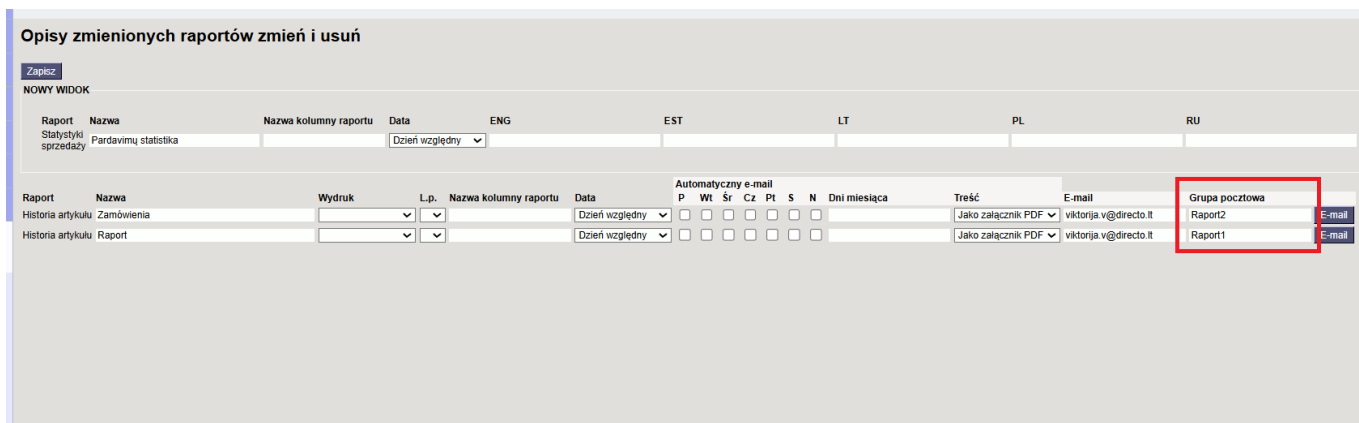 Opisy zmienionych raportów zmień i usuń
Zapisz
NOWY WIDOK
Raport Nazwa Nazwa kolumny raportu Data ENG EST LT PL RU
Statystyki sprzedaży Pardavimų statistika Dzień względny
Automatyczny e-mail
Raport Nazwa Wydruk L.p. Nazwa kolumny raportu Data P Wt Śr Cz Pt S N Dni miesiąca Treść E-mail Grupa pocztowa
Historia artykułu Zamówienia Dzień względny Jako załącznik PDF viktorija.v@directo.lt Raport2 E-mail
Historia artykułu Raport Dzień względny Jako załącznik PDF viktorija.v@directo.lt Raport1 E-mail